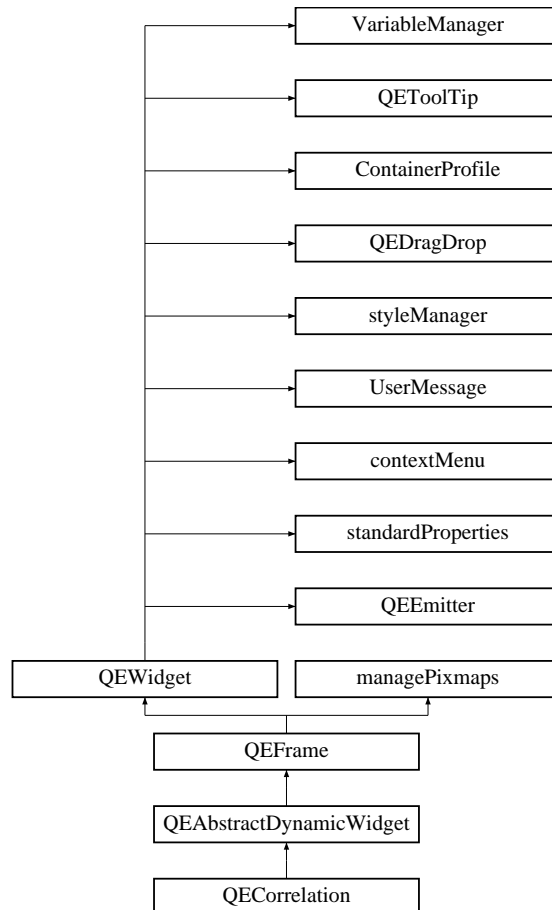 VariableManager
QEToolTip
ContainerProfile
QEDragDrop
styleManager
UserMessage
contextMenu
standardProperties
QEEmitter
QEWidget
managePixmaps
QEFrame
QEAbstractDynamicWidget
QECorrelation